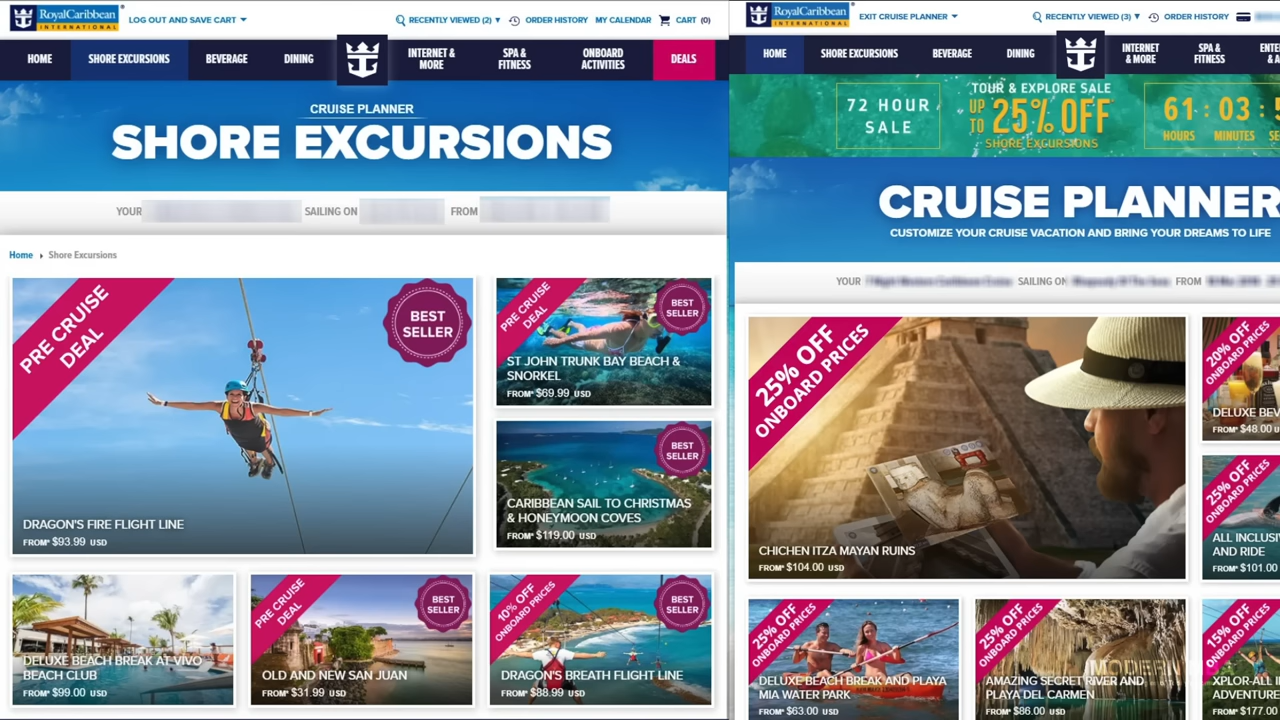 RoyalCaribbean
INTERNATIONAL
LOG OUT AND SAVE CART
RECENTLY VIEWED (2)
ORDER HISTORY
MY CALENDAR
CART (0)
HOME
SHORE EXCURSIONS
BEVERAGE
DINING
INTERNET & MORE
SPA & FITNESS
ONBOARD ACTIVITIES
DEALS
CRUISE PLANNER
SHORE EXCURSIONS
YOUR
SAILING ON
FROM
Home
Shore Excursions
PRE CRUISE
DEAL
BEST
SELLER
DRAGON'S FIRE FLIGHT LINE
FROM* $93.99 USD
PRE CRUISE
DEAL
BEST
SELLER
ST JOHN TRUNK BAY BEACH &
SNORKEL
FROM* $69.99 USD
BEST
SELLER
CARIBBEAN SAIL TO CHRISTMAS
& HONEYMOON COVES
FROM* $119.00 USD
DELUXE BEACH BREAK AT VIVO
BEACH CLUB
FROM* $99.00 USD
PRE CRUISE
DEAL
BEST
SELLER
OLD AND NEW SAN JUAN
FROM* $31.99 USD
10% OFF
ONBOARD PRICES
BEST
SELLER
DRAGON'S BREATH FLIGHT LINE
FROM* $88.99 USD
RoyalCaribbean
INTERNATIONAL
EXIT CRUISE PLANNER
RECENTLY VIEWED (3)
ORDER HISTORY
HOME
SHORE EXCURSIONS
BEVERAGE
DINING
INTERNET & MORE
SPA & FITNESS
72 HOUR
SALE
TOUR & EXPLORE SALE
UP TO 25% OFF
SHORE EXCURSIONS
61 : 03 :
HOURS MINUTES
CRUISE PLANNER
CUSTOMIZE YOUR CRUISE VACATION AND BRING YOUR DREAMS TO LIFE
YOUR
SAILING ON
FROM
25% OFF
ONBOARD PRICES
CHICHEN ITZA MAYAN RUINS
FROM* $104.00 USD
20% OFF
ONBOARD PRICES
DELUXE
FROM* $48.00
25% OFF
ONBOARD PRICES
ALL
AND RIDE
FROM* $101.00
25% OFF
ONBOARD PRICES
DELUXE BEACH BREAK AND PLAYA
MIA WATER PARK
FROM* $63.00 USD
25% OFF
ONBOARD PRICES
AMAZING SECRET RIVER AND
PLAYA DEL CARMEN
FROM* $86.00 USD
15% OFF
ONBOARD PRICES
XPLOR-ALL
FROM* $177.00